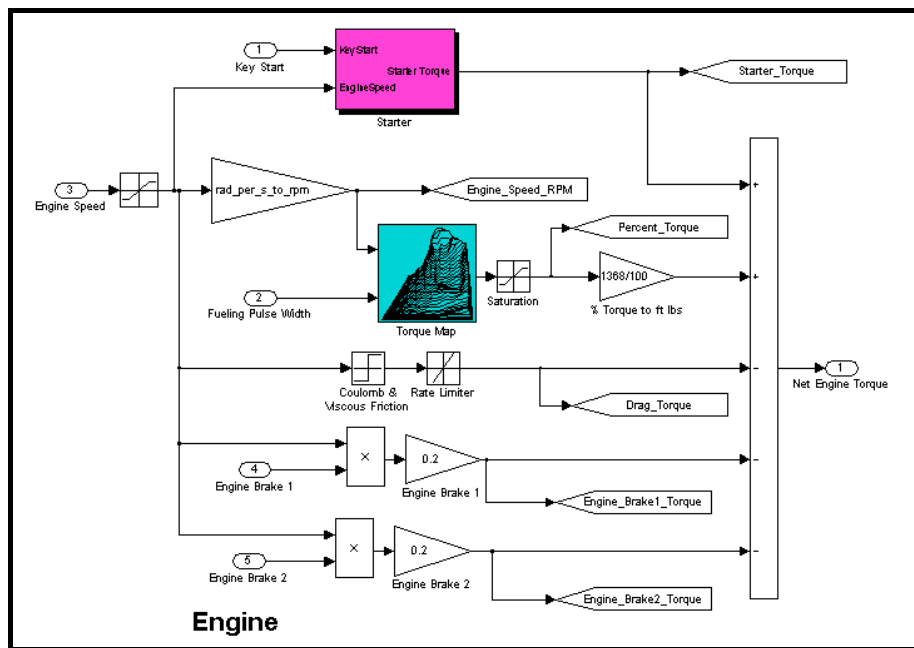 1
Key Start
KeyStart
Starter Torque
EngineSpeed
Starter
Starter_Torque
3
Engine Speed
rad_per_s_to_rpm
Engine_Speed_RPM
+
Percent_Torque
2
Fueling Pulse Width
Torque Map
Saturation
1368/100
% Torque to ft lbs
+
Coulomb &
Viscous Friction
Rate Limiter
Drag_Torque
−
1
Net Engine Torque
4
Engine Brake 1
×
0.2
Engine Brake 1
−
Engine_Brake1_Torque
5
Engine Brake 2
×
0.2
Engine Brake 2
−
Engine_Brake2_Torque
Engine